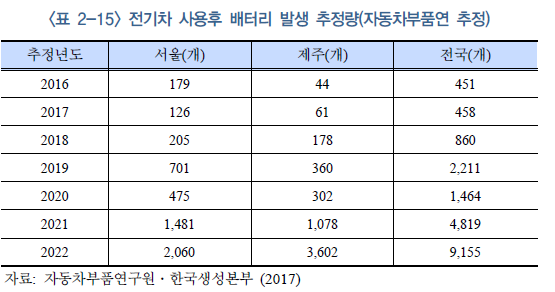 <표 2-15> 전기차 사용후 배터리 발생 추정량(자동차부품연 추정)
추정년도 서울(개) 제주(개) 전국(개)
2016 179 44 451
2017 126 61 458
2018 205 178 860
2019 701 360 2,211
2020 475 302 1,464
2021 1,481 1,078 4,819
2022 2,060 3,602 9,155
자료: 자동차부품연구원·한국생성본부 (2017)